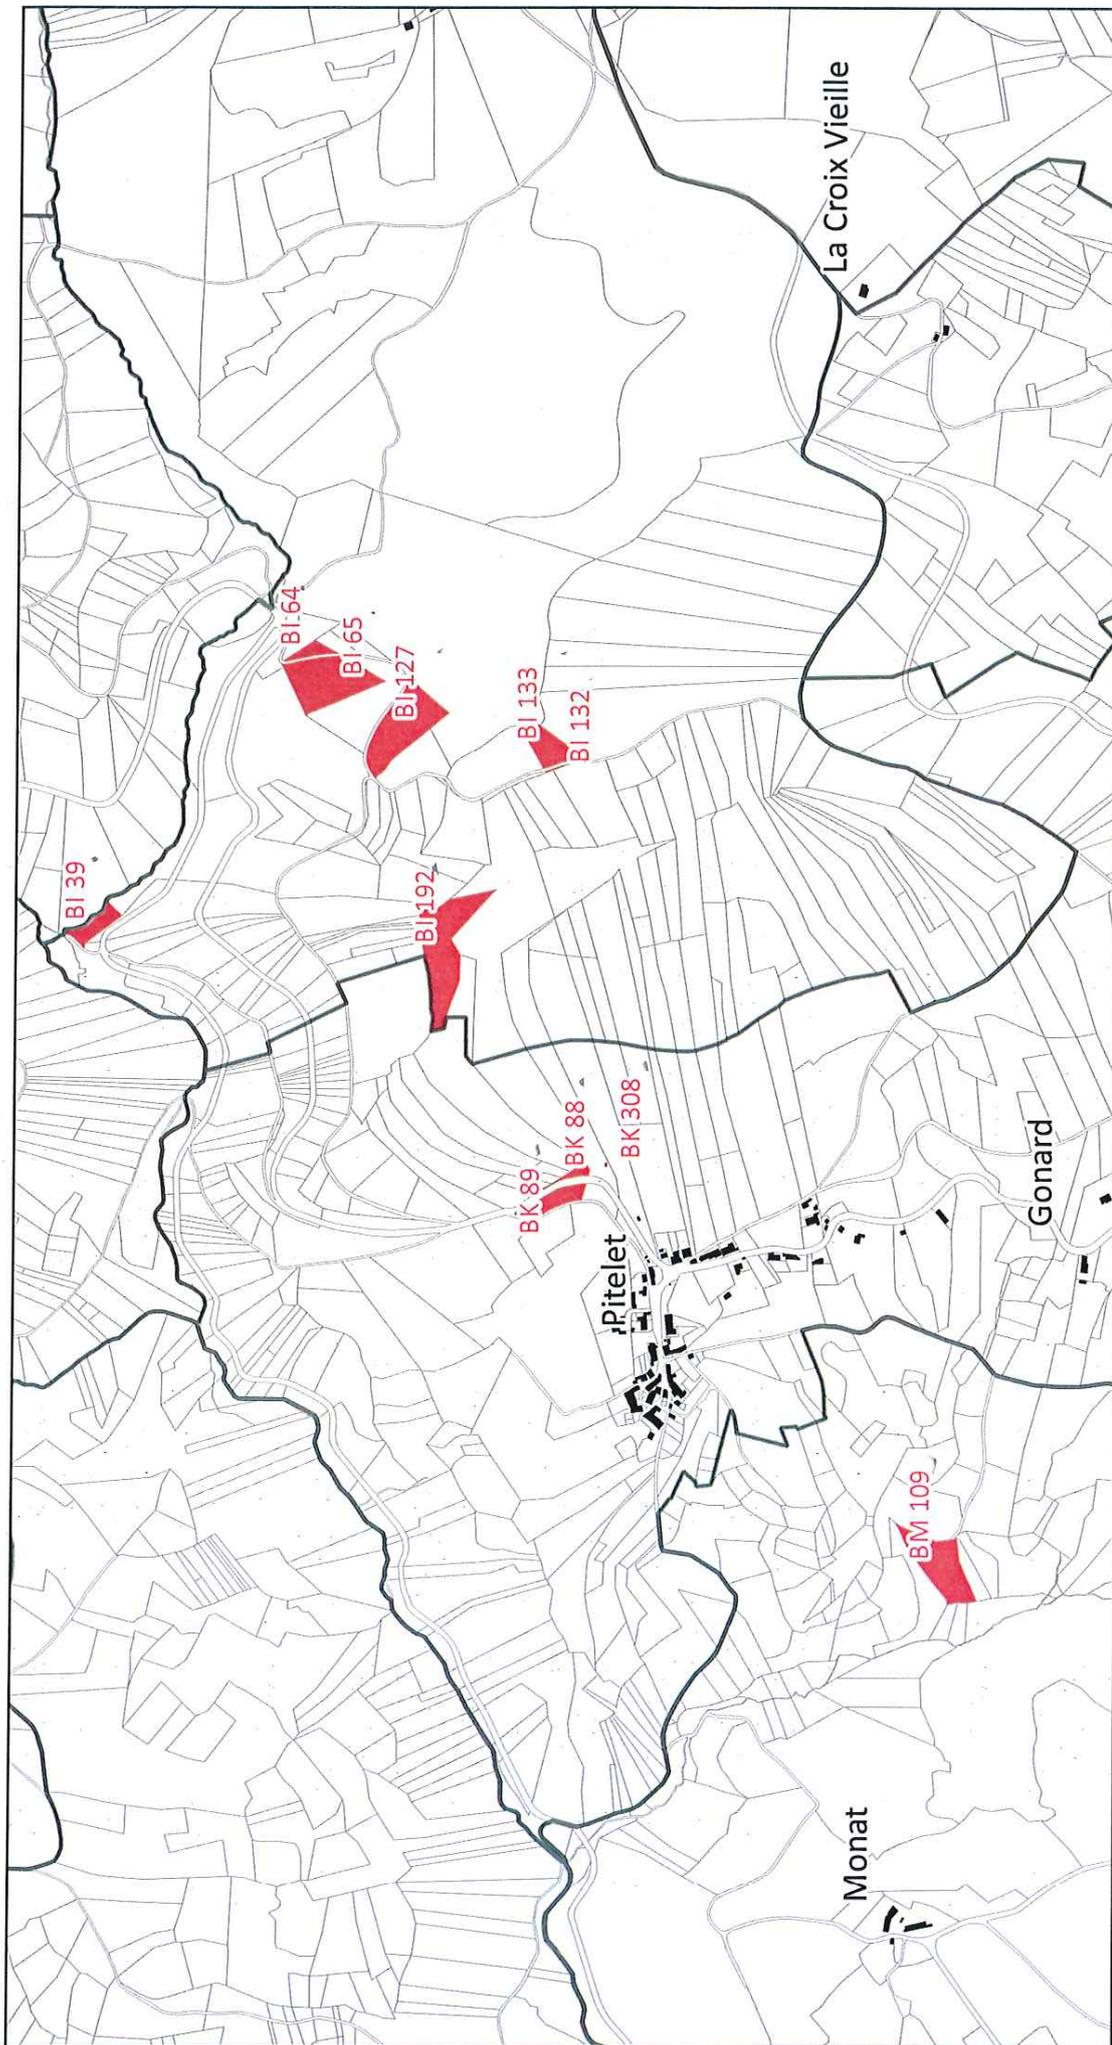 BI 39
BI 64
BI 65
BI 127
BI 192
BK 89
BI 133
BK 88
BI 132
Pitelet
BK 308
La Croix Vieille
Monat
BM 109
Gonard